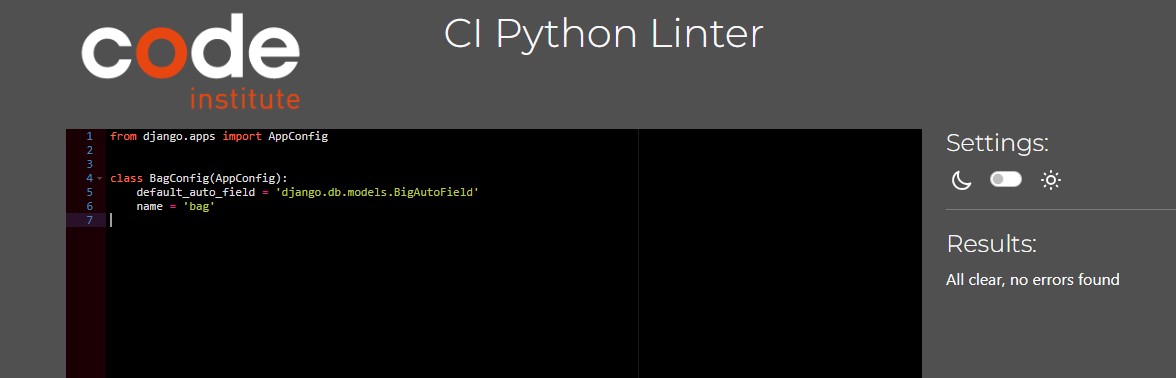 code
institute
CI Python Linter
1 from django.apps import AppConfig
2
3
4 class BagConfig(AppConfig):
5     default_auto_field = 'django.db.models.BigAutoField'
6     name = 'bag'
7
Settings:
Results:
All clear, no errors found